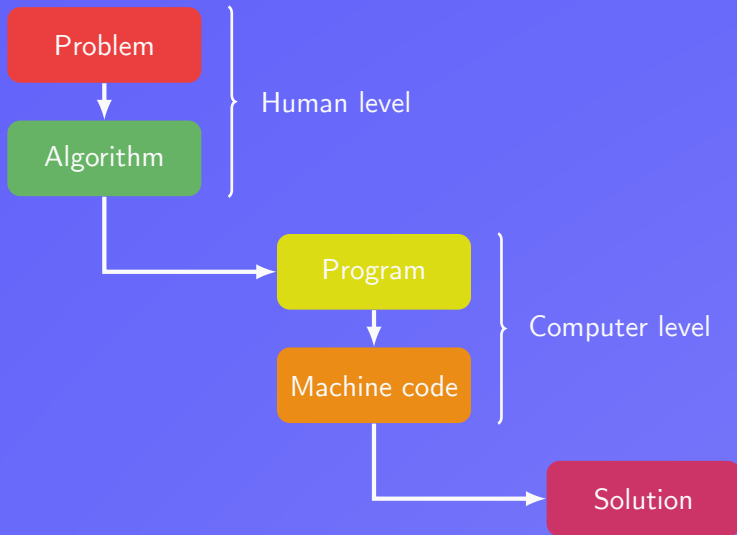 Problem
Human level
Algorithm
Program
Computer level
Machine code
Solution